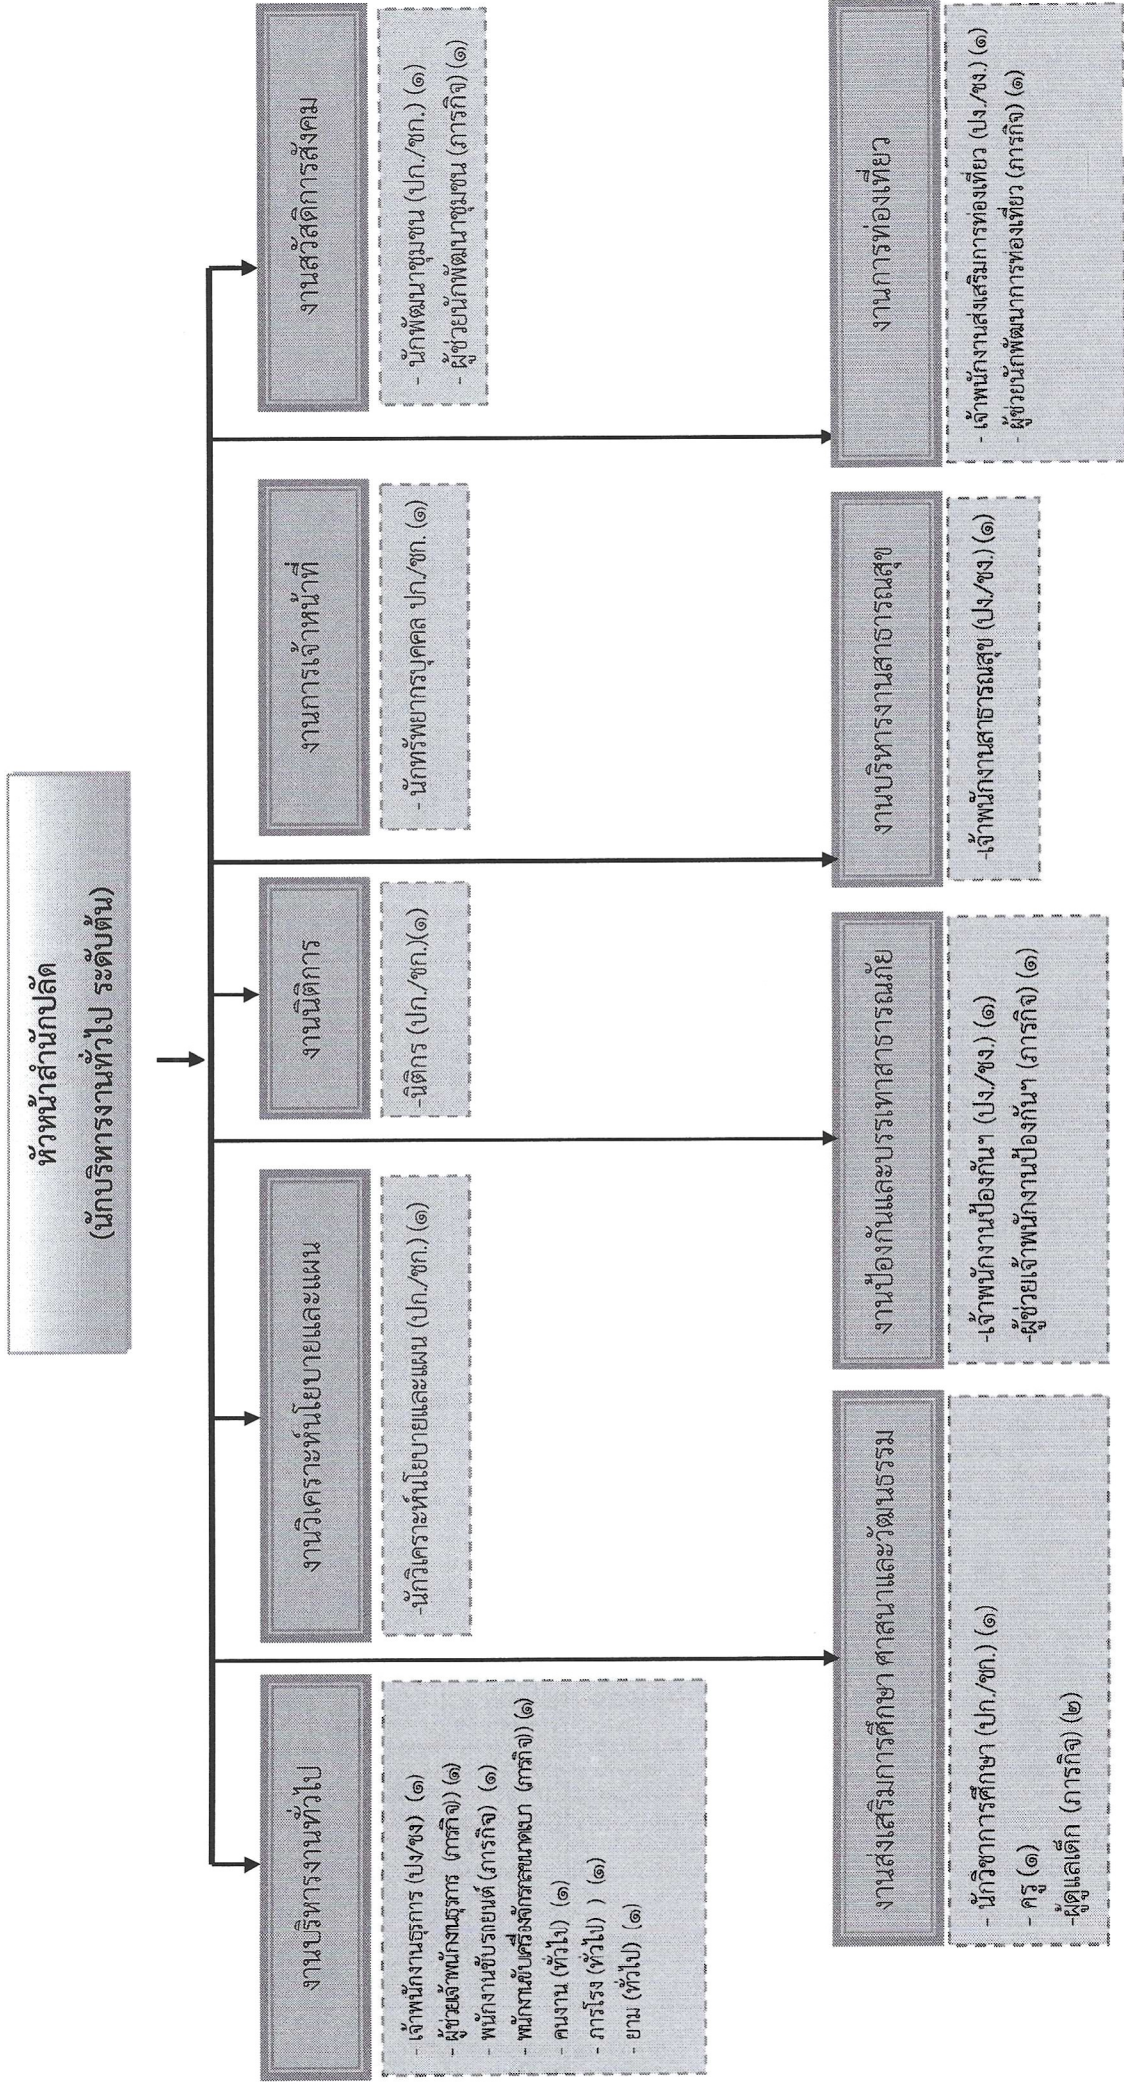 หัวหน้าสำนักปลัด
(นักบริหารงานทั่วไป ระดับต้น)
งานบริหารงานทั่วไป
- เจ้าพนักงานธุรการ (ปง/ชง) (๑)
- ผู้ช่วยเจ้าพนักงานธุรการ (ภารกิจ)) (๑)
- พนักงานขับรถยนต์ (ภารกิจ) (๑)
- พนักงานขับเครื่องจักรกลขนาดเบา (ภารกิจ)) (๑)
- คนงาน (ทั่วไป) (๑)
- ภารโรง (ทั่วไป) ) (๑)
- ยาม (ทั่วไป) (๑)
งานวิเคราะห์นโยบายและแผน
-นักวิเคราะห์นโยบายและแผน (ปก./ชก.) (๑)
งานนิติการ
-นิติกร (ปก./ชก.)(๑)
งานการเจ้าหน้าที่
- นักทรัพยากรบุคคล ปก./ชก. (๑)
งานสวัสดิการสังคม
- นักพัฒนาชุมชน (ปก./ชก.) (๑)
- ผู้ช่วยนักพัฒนาชุมชน (ภารกิจ) (๑)
งานส่งเสริมการศึกษา ศาสนาและวัฒนธรรม
- นักวิชาการศึกษา (ปก./ชก.) (๑)
- ครู (๑)
-ผู้ดูแลเด็ก (ภารกิจ) (๒)
งานป้องกันและบรรเทาสาธารณภัย
-เจ้าพนักงานป้องกันฯ (ปง./ชง.) (๑)
-ผู้ช่วยเจ้าพนักงานป้องกันฯ (ภารกิจ) (๑)
งานบริหารงานสาธารณสุข
-เจ้าพนักงานสาธารณสุข (ปง./ชง.) (๑)
งานการท่องเที่ยว
- เจ้าพนักงานส่งเสริมการท่องเที่ยว (ปง./ชง.) (๑)
- ผู้ช่วยนักพัฒนาการท่องเที่ยว (ภารกิจ) (๑)